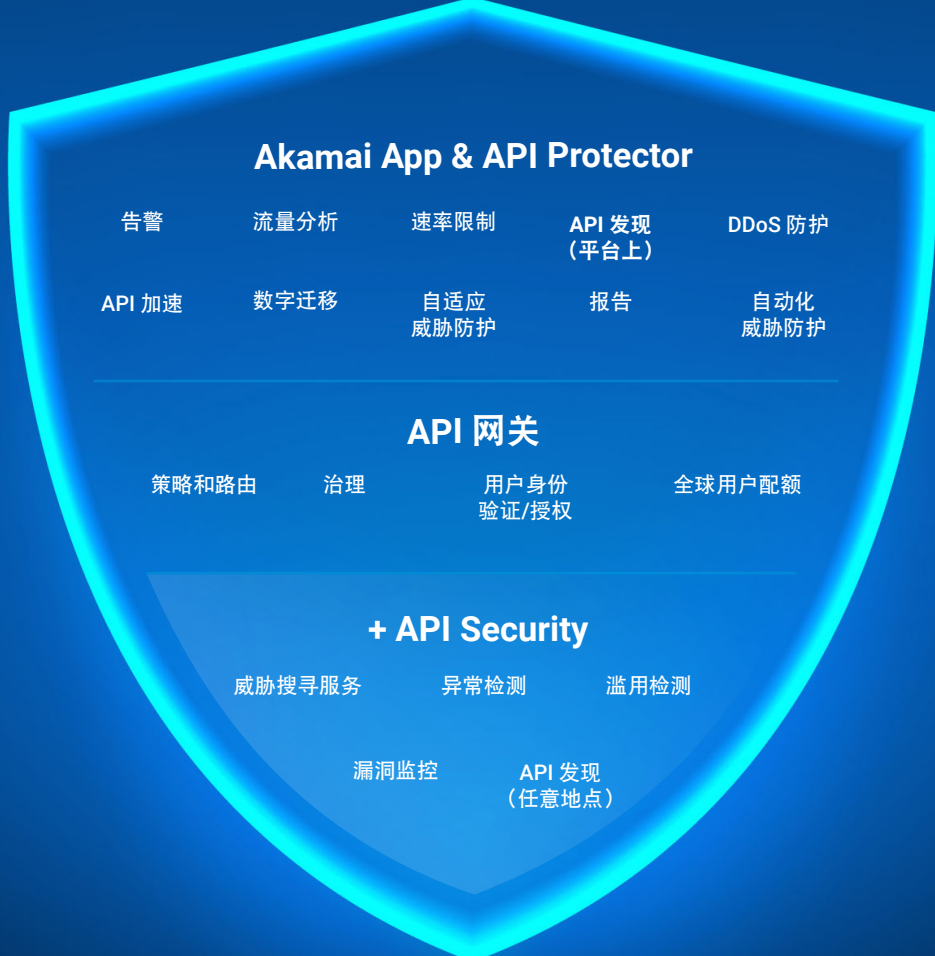 Akamai App & API Protector
告警
流量分析
速率限制
API 发现
（平台上）
DDoS 防护
API 加速
数字迁移
自适应
威胁防护
报告
自动化
威胁防护
API 网关
策略和路由
治理
用户身份
验证/授权
全球用户配额
+ API Security
威胁搜寻服务
异常检测
滥用检测
漏洞监控
API 发现
（任意地点）